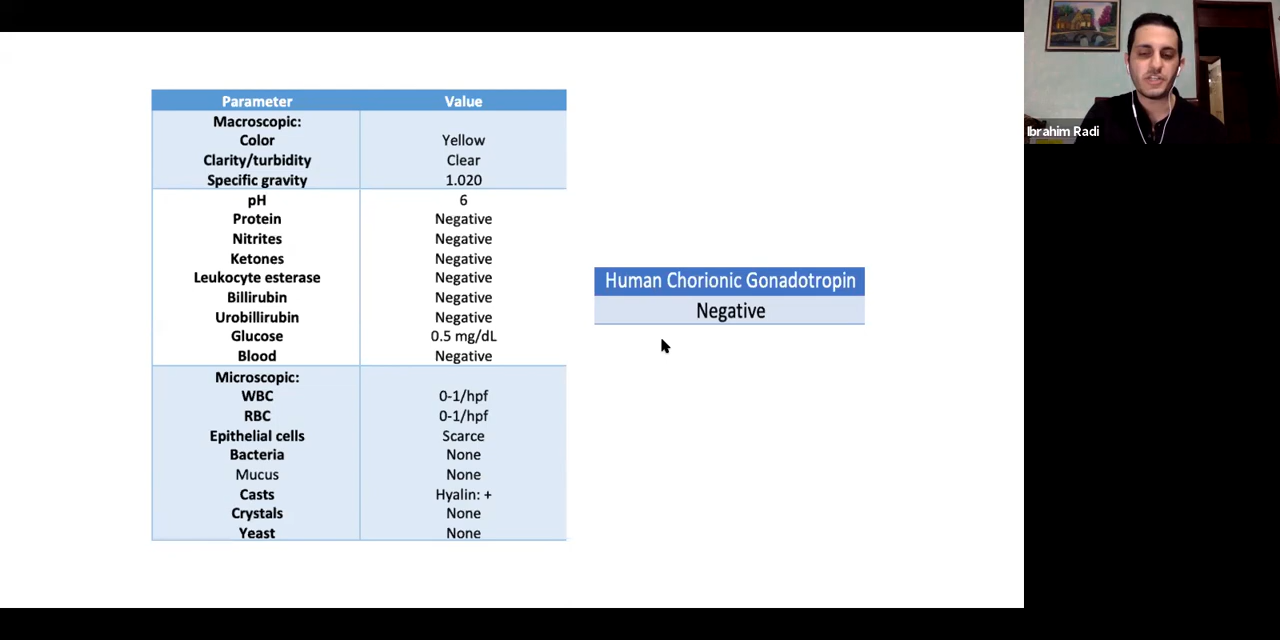 Parameter Value
Macroscopic:
Color Yellow
Clarity/turbidity Clear
Specific gravity 1.020
pH 6
Protein Negative
Nitrites Negative
Ketones Negative
Leukocyte esterase Negative
Billirubin Negative
Urobillirubin Negative
Glucose 0.5 mg/dL
Blood Negative
Microscopic:
WBC 0-1/hpf
RBC 0-1/hpf
Epithelial cells Scarce
Bacteria None
Mucus None
Casts Hyalin: +
Crystals None
Yeast None
Human Chorionic Gonadotropin
Negative
Ibrahim Radi